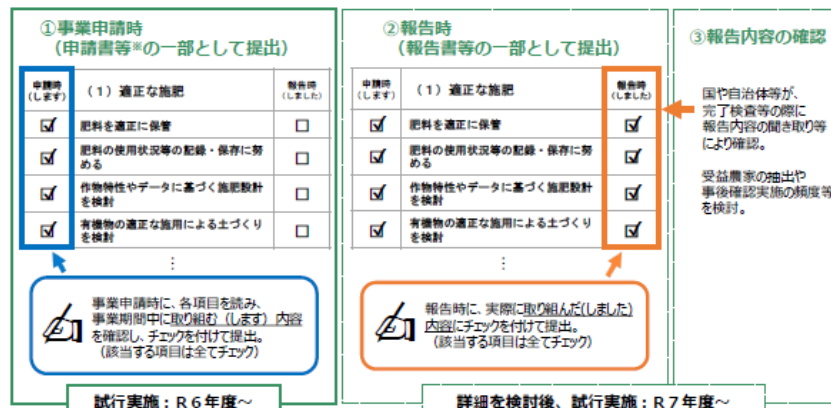 ①事業申請時
(申請書等※の一部として提出)
申請時
(します)
(1) 適正な施肥
報告時
(しました)
肥料を適正に保管
肥料の使用状況等の記録・保存に努
める
作物特性やデータに基づく施肥設計
を検討
有機物の適正な施用による土づくり
を検討
⋮
事業申請時に、各項目を読み、
事業期間中に取り組む(します)内容
を確認し、チェックを付けて提出。
(該当する項目は全てチェック)
試行実施:R6年度~
②報告時
(報告書等の一部として提出)
申請時
(します)
(1) 適正な施肥
報告時
(しました)
肥料を適正に保管
肥料の使用状況等の記録・保存に努
める
作物特性やデータに基づく施肥設計
を検討
有機物の適正な施用による土づくり
を検討
⋮
報告時に、実際に取り組んだ(しました)
内容にチェックを付けて提出。
(該当する項目は全てチェック)
③報告内容の確認
国や自治体等が、
完了検査等の際に
報告内容の聞き取り等
により確認。
受益農家の抽出や
事後確認実施の頻度等
を検討。
詳細を検討後、試行実施:R7年度~